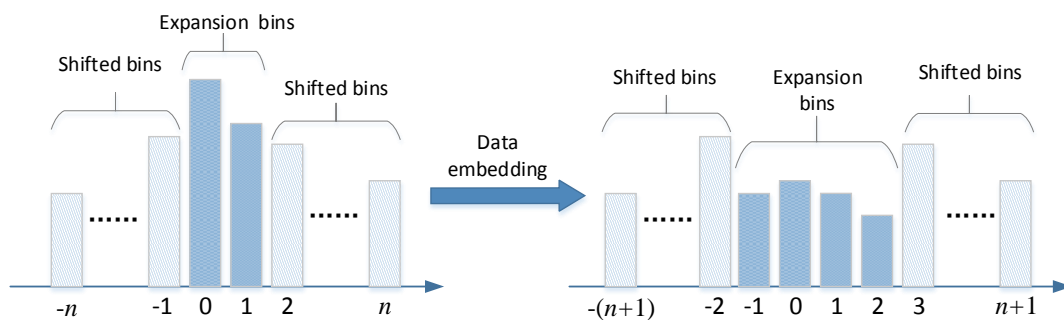 Expansion bins
Shifted bins
Shifted bins
...... ......
-n -1 0 1 2 n
Data
embedding
Shifted bins
Expansion
bins
Shifted bins
...... ......
-(n+1) -2 -1 0 1 2 3 n+1